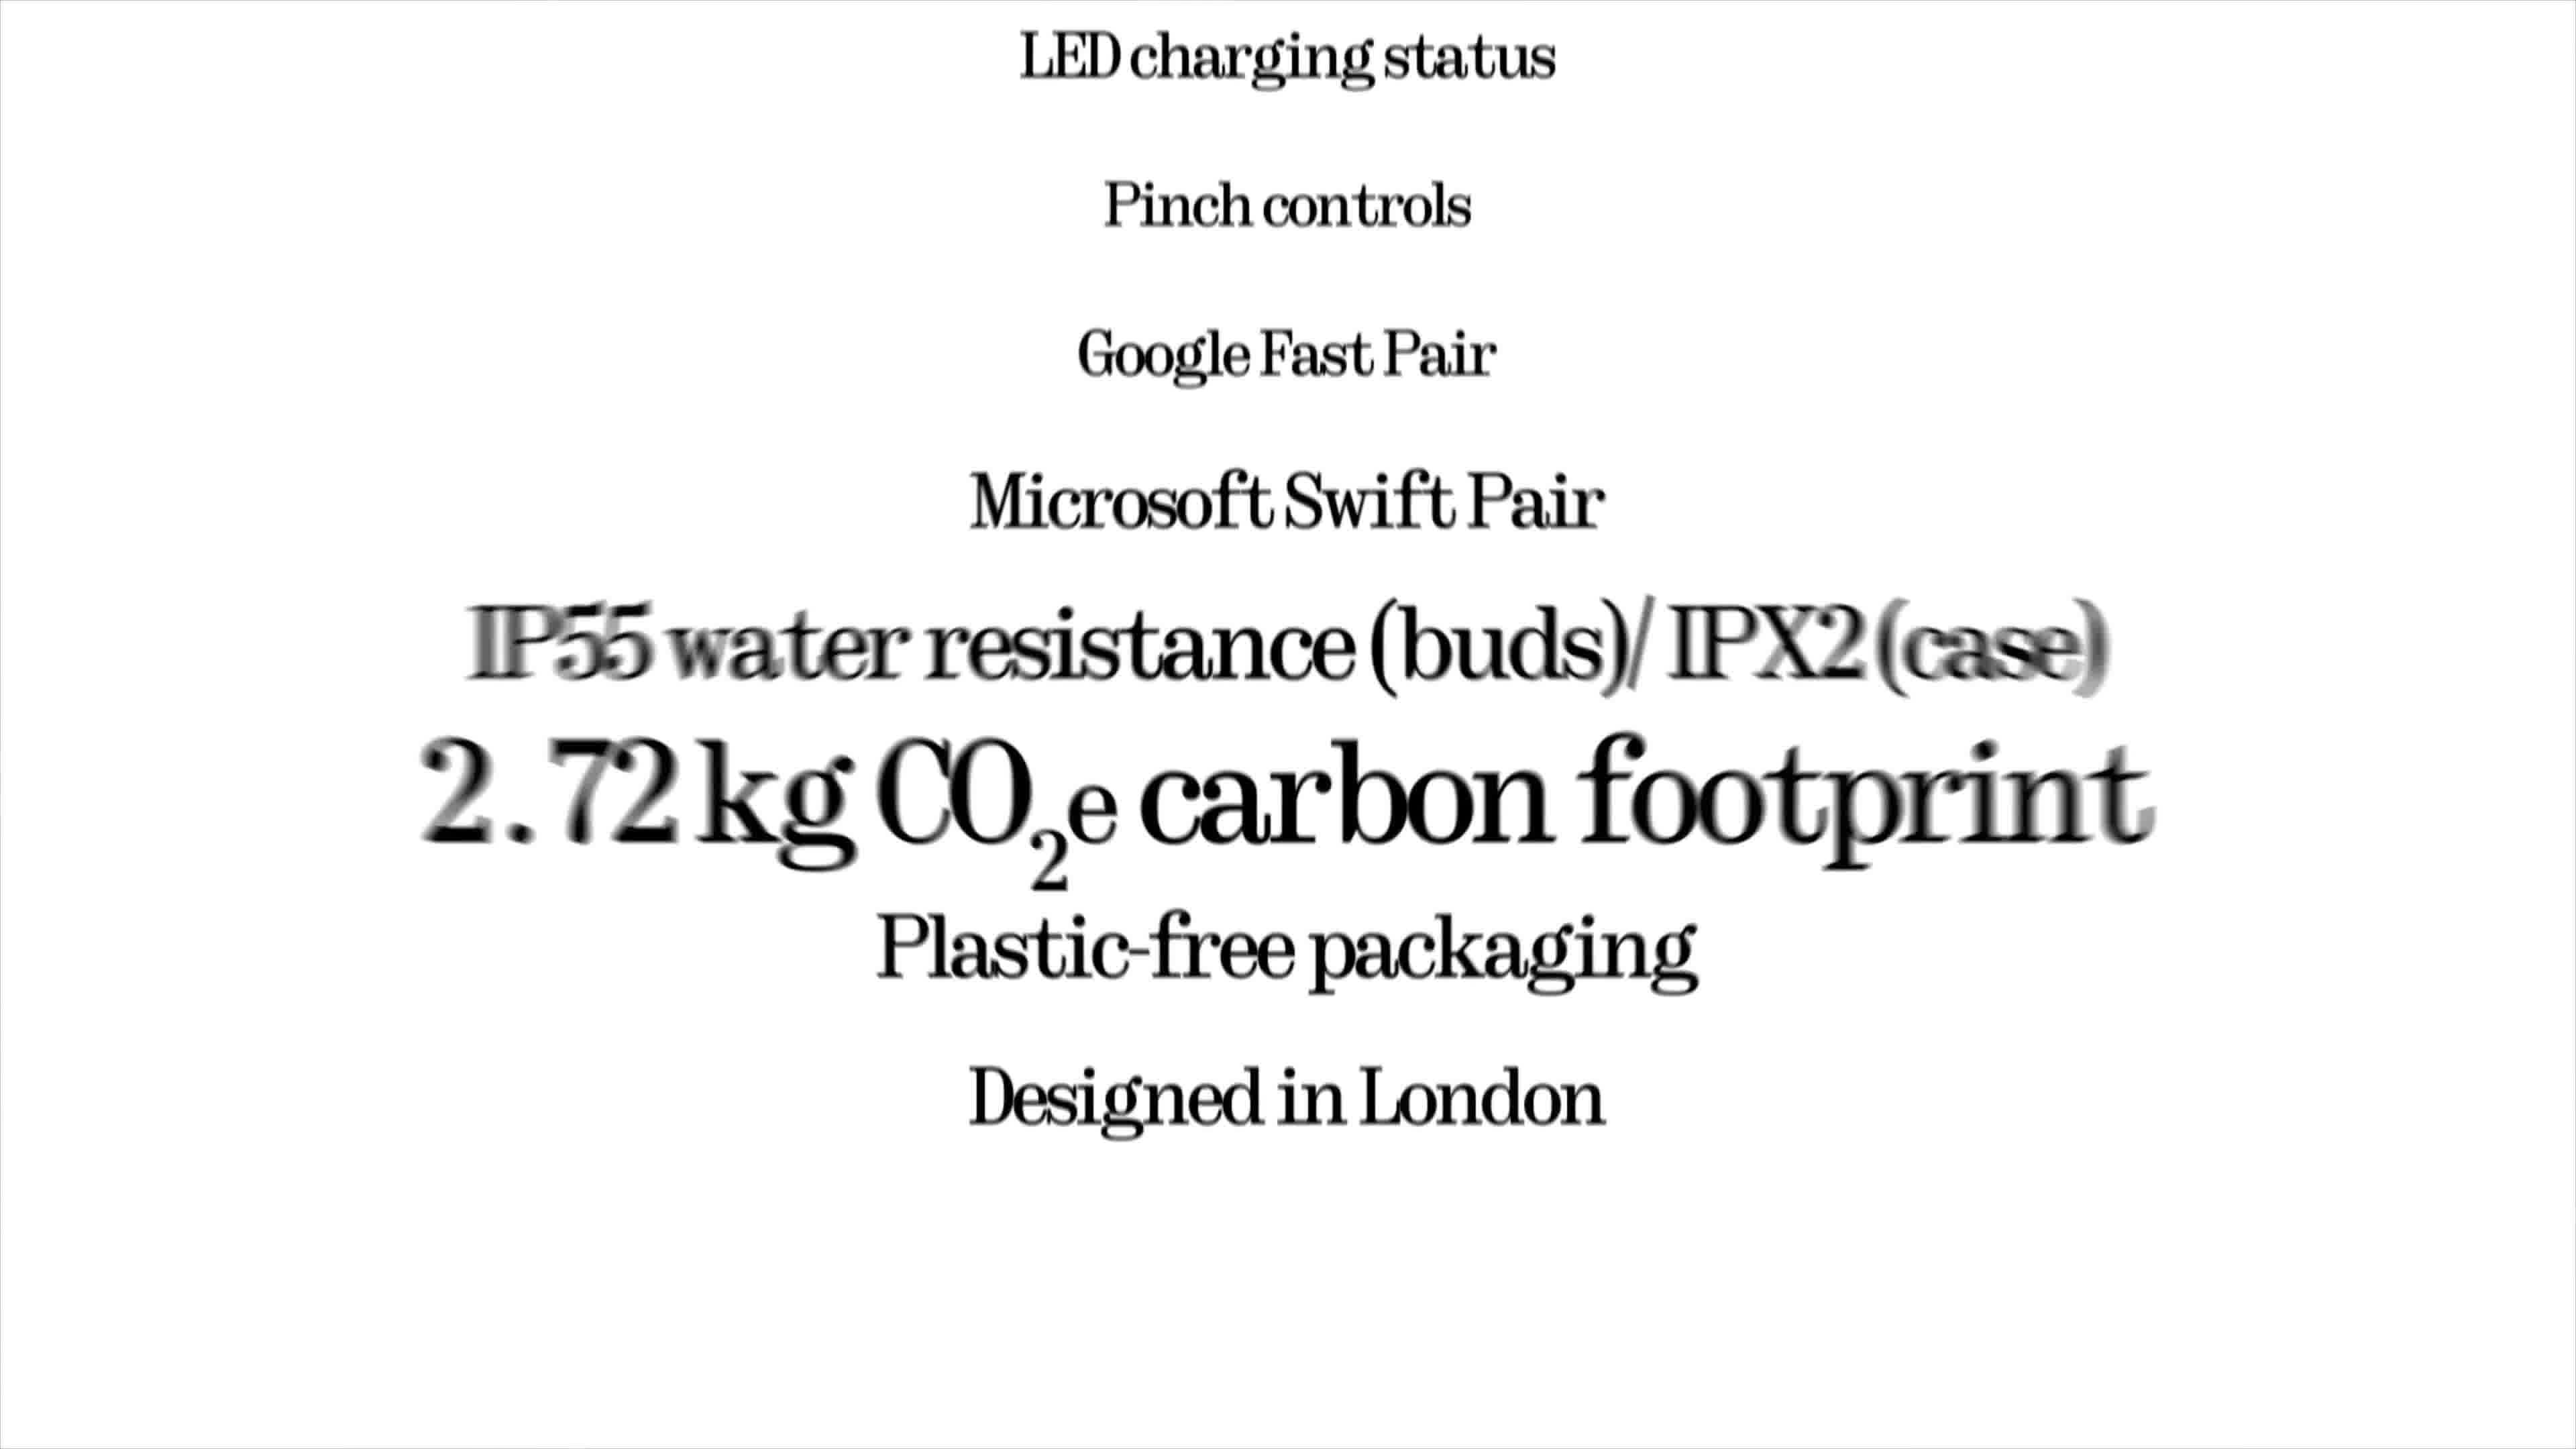 LED charging status
Pinch controls
Google Fast Pair
Microsoft Swift Pair
IP55 water resistance (buds)/ IPX2 (case)
2.72 kg CO₂e carbon footprint
Plastic-free packaging
Designed in London